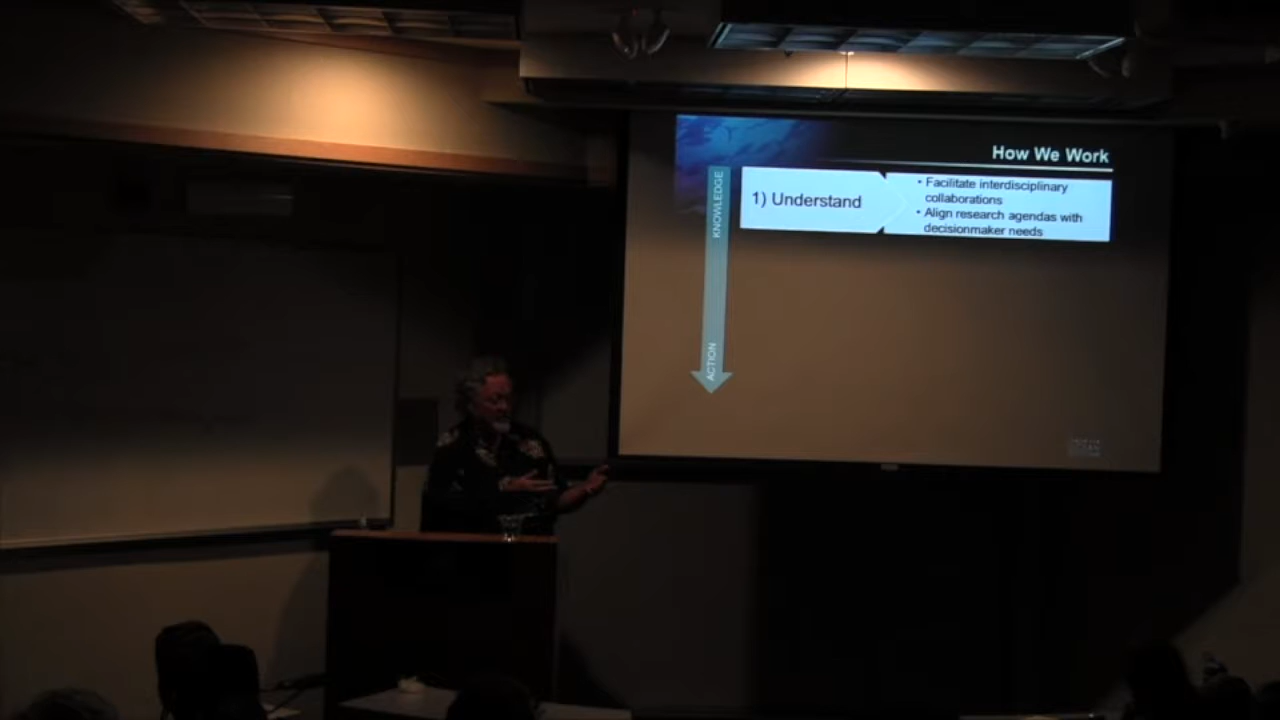 How We Work
KNOWLEDGE
1) Understand
• Facilitate interdisciplinary
collaborations
• Align research agendas with
decisionmaker needs
ACTION